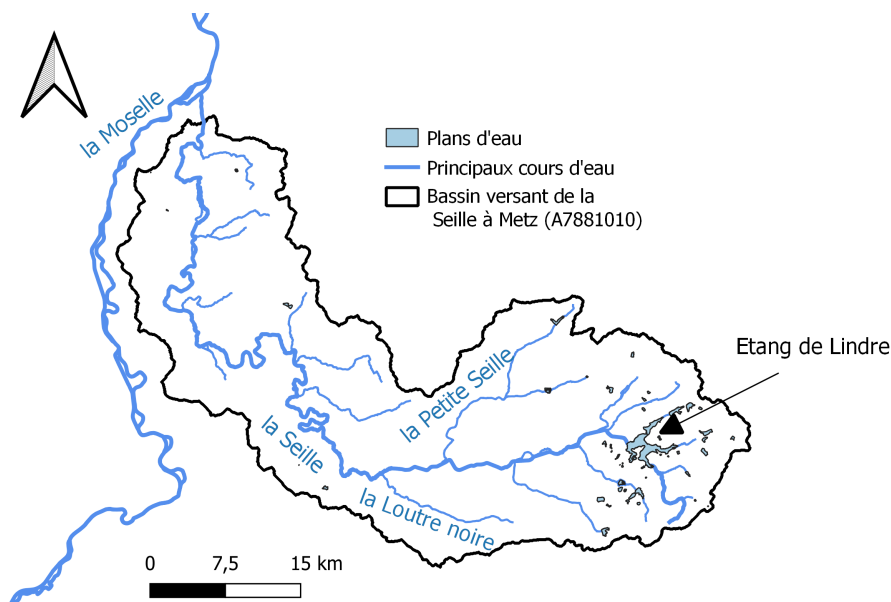 la Moselle
Plans d'eau
Principaux cours d'eau
Bassin versant de la
Seille à Metz (A7881010)
Etang de Lindre
la Petite Seille
la Seille
la Loutre noire
0 7,5 15 km